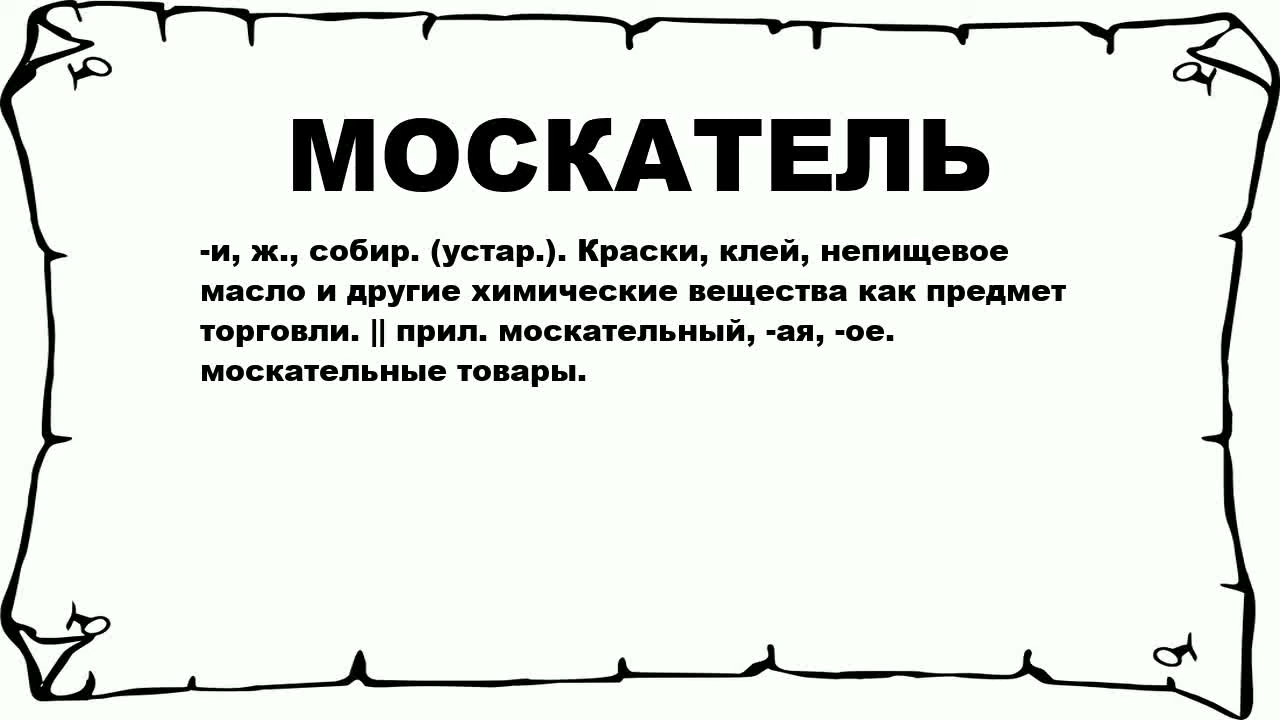 МОСКАТЕЛЬ
-и, ж., собир. (устар.). Краски, клей, непищевое
масло и другие химические вещества как предмет
торговли. || прил. москательный, -ая, -ое.
москательные товары.